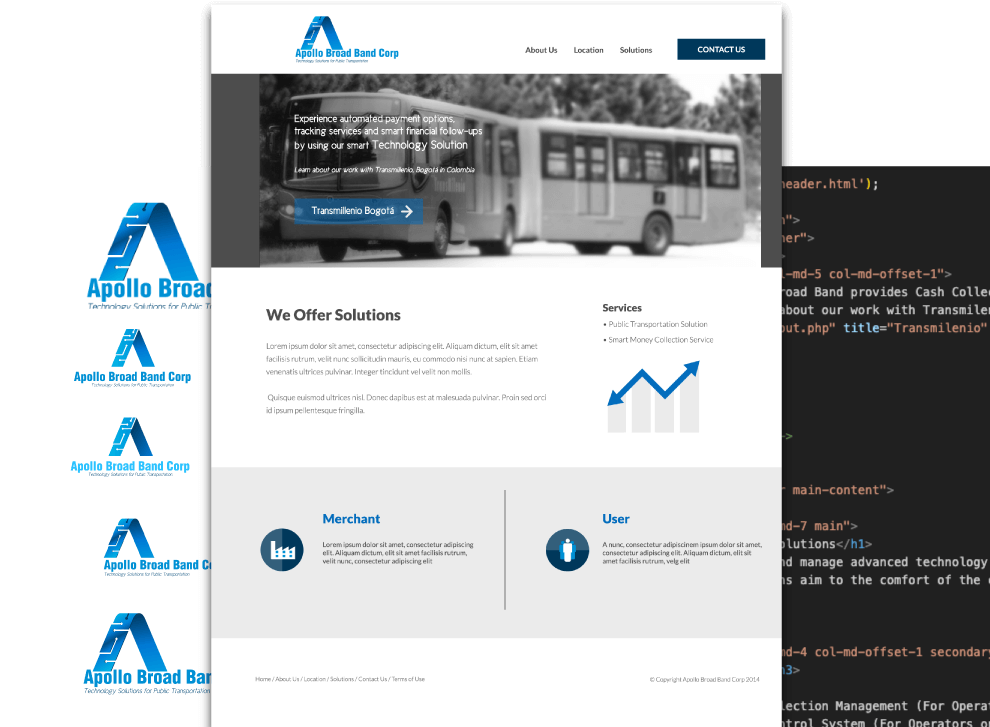 Apollo Broad Band Corp
Technology Solutions for Public Transportation
About Us
Location
Solutions
CONTACT US
Experience automated payment options,
tracking services and smart financial follow-ups
by using our smart Technology Solution
Learn about our work with Transmilenio, Bogotá in Colombia
Transmillenio Bogotá
We Offer Solutions
Lorem ipsum dolor sit amet, consectetur adipiscing elit. Aliquam dictum, elit sit amet
facilisis rutrum, velit nunc sollicitudin mauris, eu commodo nisi nunc at sapien. Etiam
venenatis ultrices pulvinar. Integer tincidunt vel velit non mollis.
Quisque euismod ultrices nisl. Donec dapibus est at malesuada pulvinar. Proin sed orci
id ipsum pellentesque fringilla.
Services
• Public Transportation Solution
• Smart Money Collection Service
Merchant
Lorem ipsum dolor sit amet, consectetur adipiscing
elit. Aliquam dictum, elit sit amet facilisis rutrum,
velit nunc, consectetur adipiscing elit
User
A nunc, consectetur adipiscinem ipsum dolor sit amet,
consectetur adipiscing elit. Aliquam dictum, elit sit
amet facilisis rutrum, velg elit
Home / About Us / Location / Solutions / Contact Us / Terms of Use
© Copyright Apollo Broad Band Corp 2014
Apollo Broa
Technology Solutions for Public T
Apollo Broad Band Corp
Technology Solutions for Public Transportation
Apollo Broad Band Corp
Technology Solutions for Public Transportation
Apollo Broad Band C
Technology Solutions for Public Transportation
Apollo Broad Ban
Technology Solutions for Public Transportation
eader.html');
">
er">
>
l-md-5 col-md-offset-1">
road Band provides Cash Colle
about our work with Transmilen
out.php" title="Transmilenio"
>
main-content">
md-7 main">
olutions</h1>
nd manage advanced technology
ns aim to the comfort of the
md-4 col-md-offset-1 secondary
h3>
lection Management (For Operat
ntrol System (For Operators o